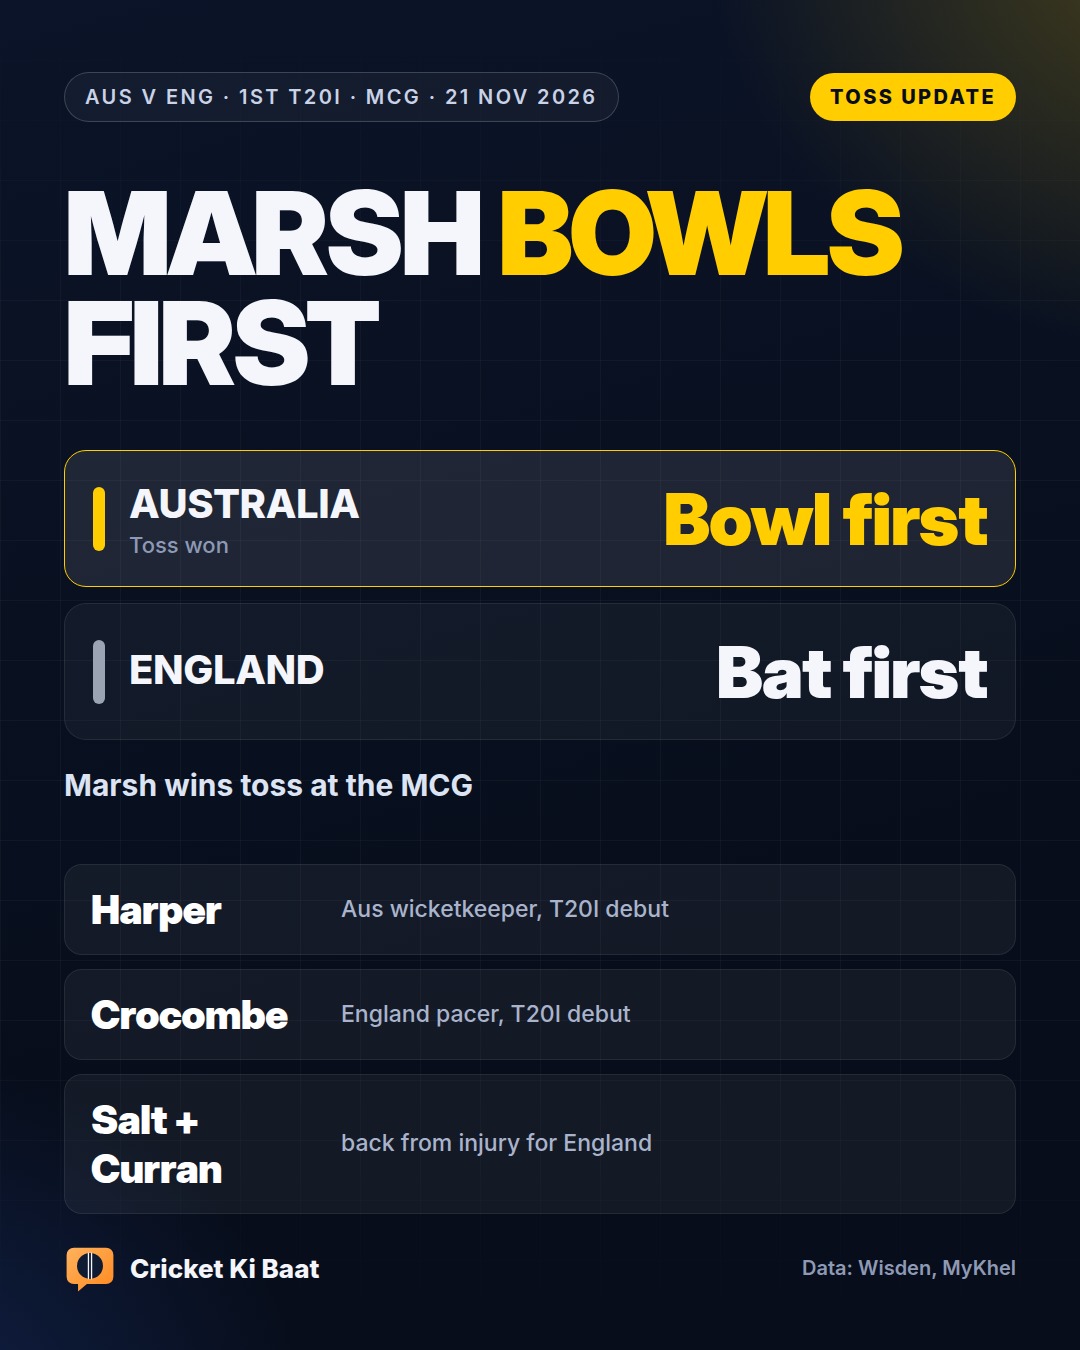 AUS V ENG · 1ST T20I · MCG · 21 NOV 2026
TOSS UPDATE
MARSH BOWLS
FIRST
AUSTRALIA
Toss won
Bowl first
ENGLAND
Bat first
Marsh wins toss at the MCG
Harper
Aus wicketkeeper, T20I debut
Crocombe
England pacer, T20I debut
Salt +
Curran
back from injury for England
Cricket Ki Baat
Data: Wisden, MyKhel